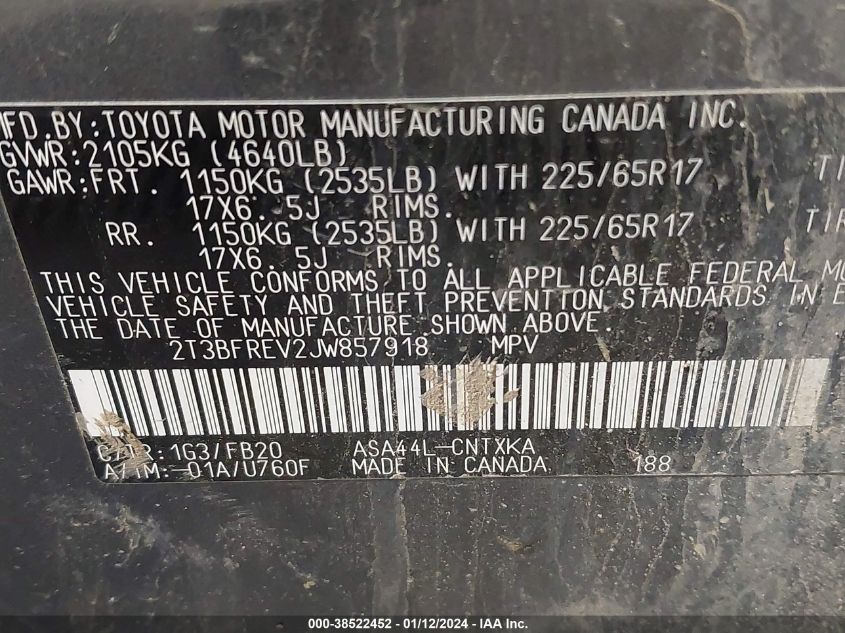 MFD.BY:TOYOTA MOTOR MANUFACTURING CANADA INC.
GVWR:2105KG (4640LB)
GAWR:FRT. 1150KG (2535LB) WITH 225/65R17
17X6.5J RIMS.
RR. 1150KG (2535LB) WITH 225/65R17
17X6.5J RIMS.
THIS VEHICLE CONFORMS TO ALL APPLICABLE FEDERAL
VEHICLE SAFETY AND THEFT PREVENTION STANDARDS IN
THE DATE OF MANUFACTURE SHOWN ABOVE.
2T3BFREV2JW857918 MPV
C/TR:1G3/FB20 ASA44L-CNTXKA
A/TM:-01A/U760F MADE IN CANADA 188
000-38522452 - 01/12/2024 - IAA Inc.